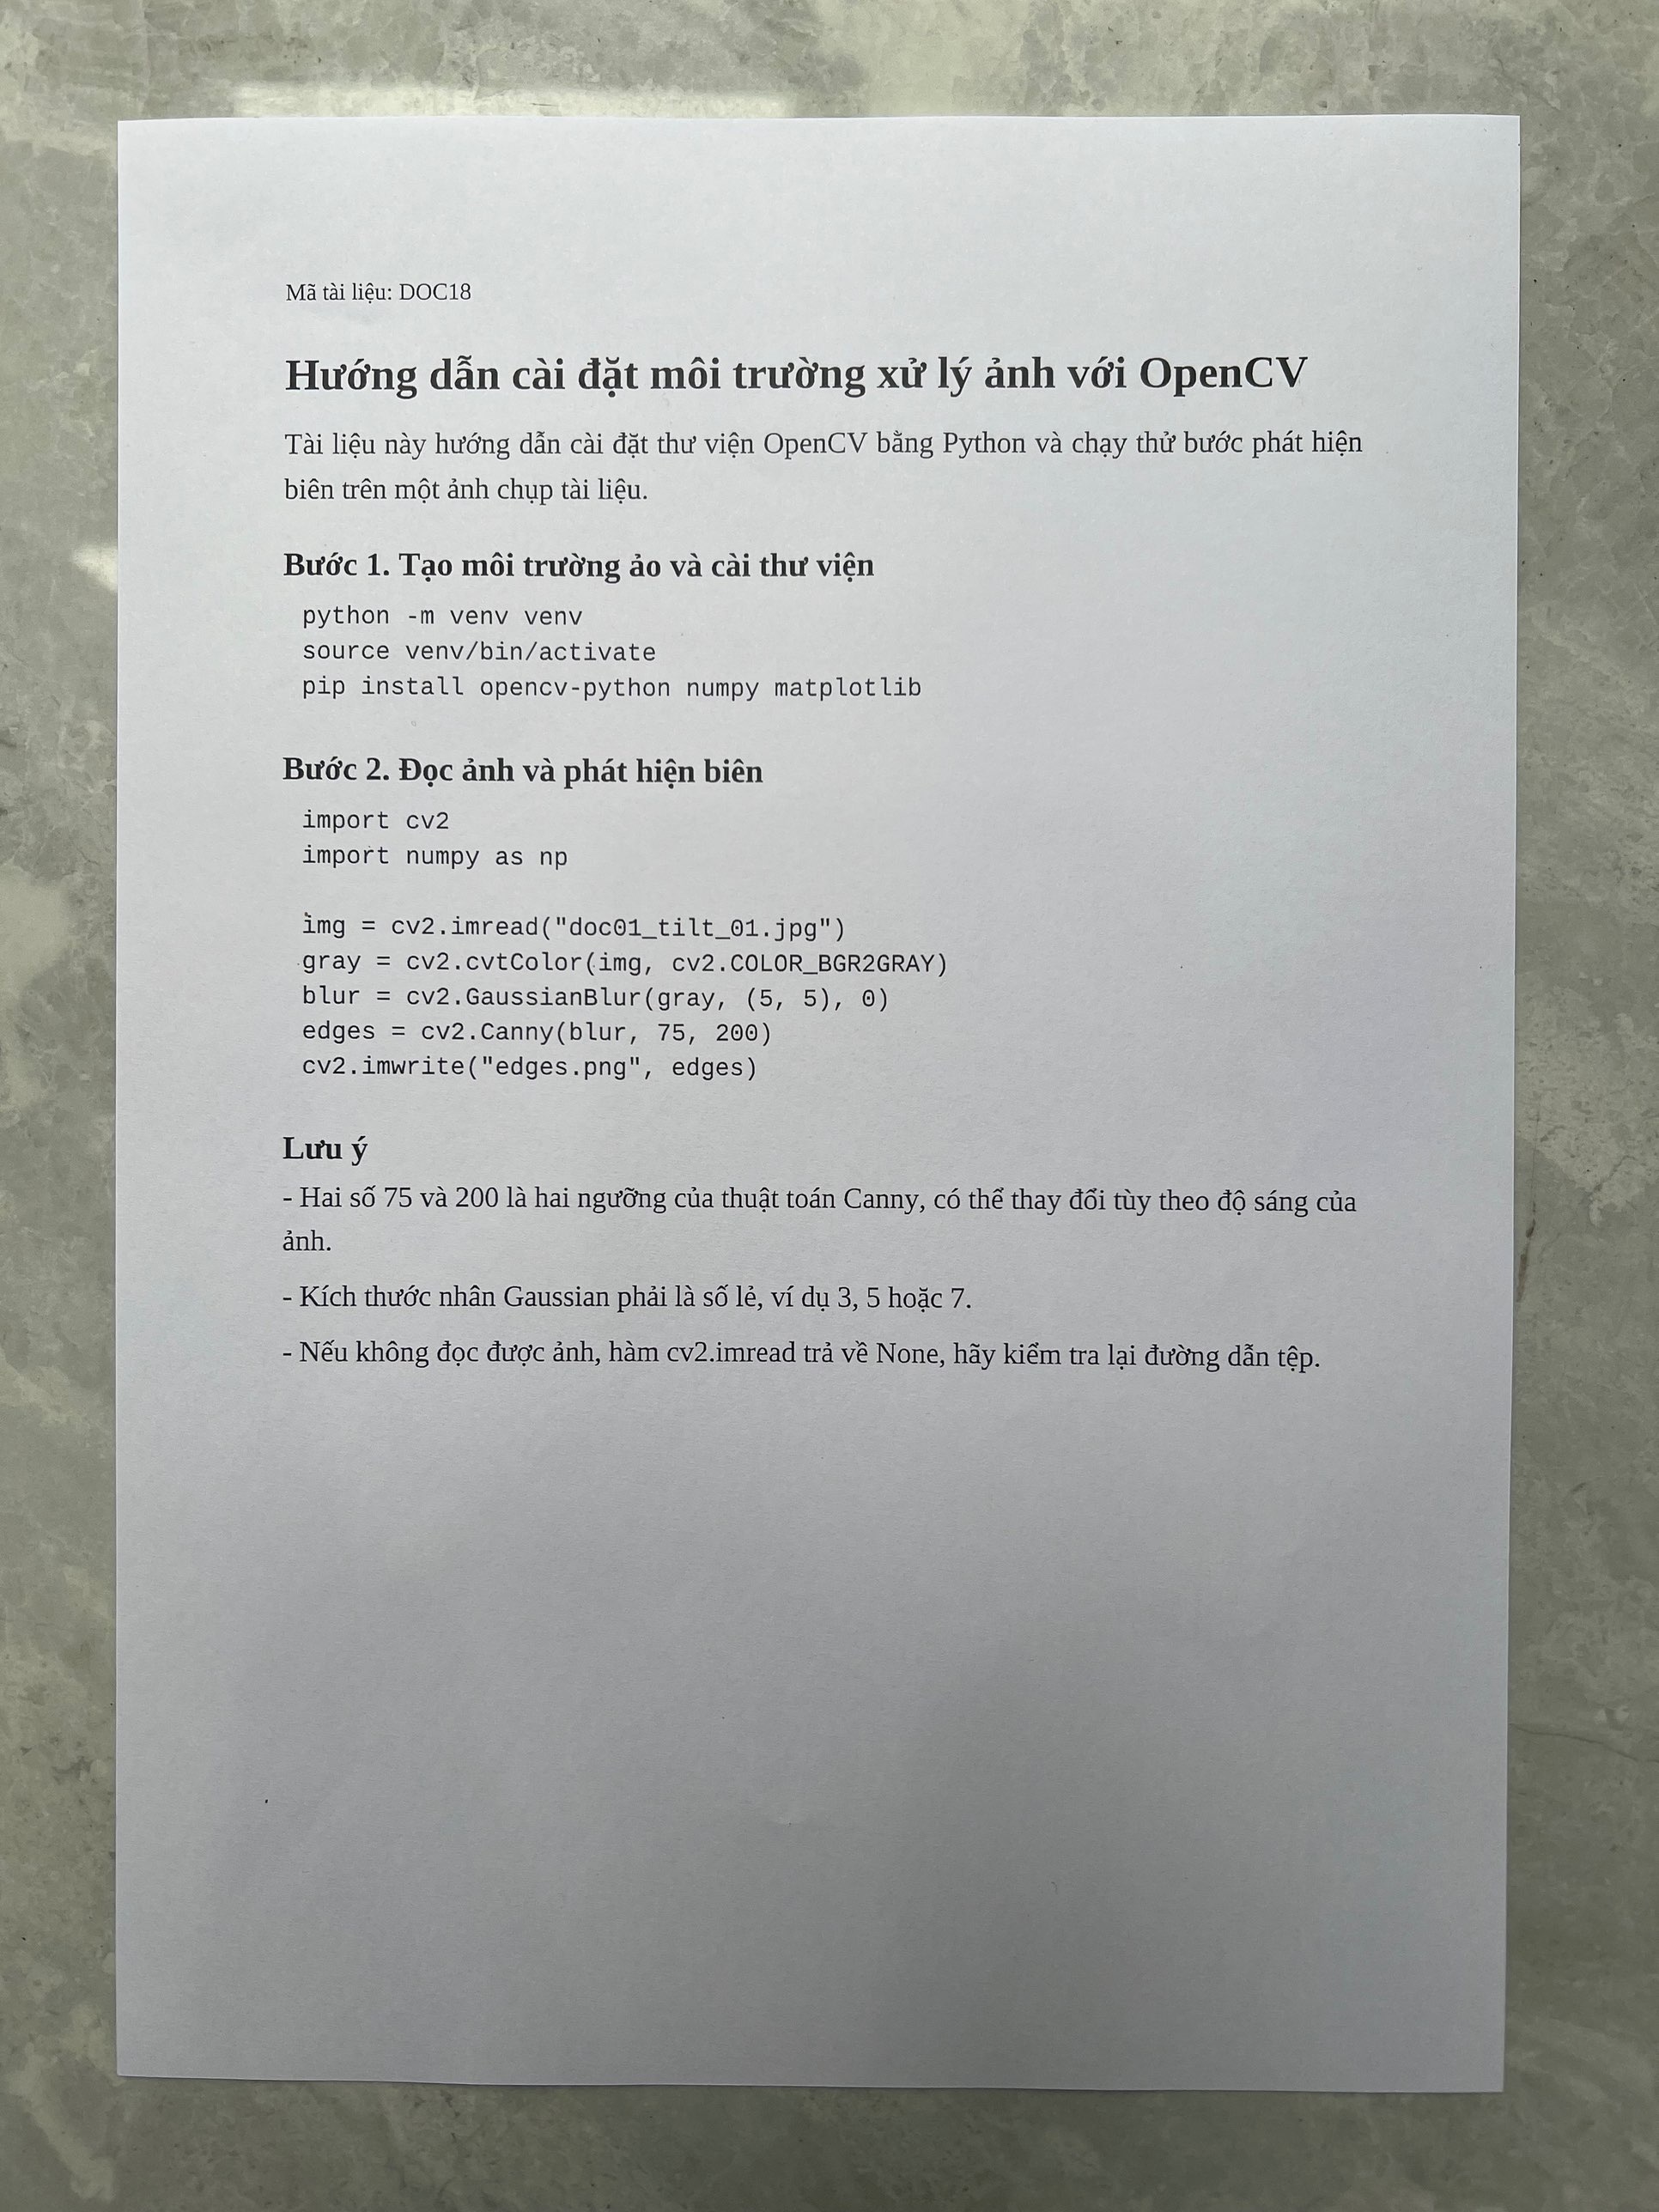 Mã tài liệu: DOC18
Hướng dẫn cài đặt môi trường xử lý ảnh với OpenCV
Tài liệu này hướng dẫn cài đặt thư viện OpenCV bằng Python và chạy thử bước phát hiện
biên trên một ảnh chụp tài liệu.
Bước 1. Tạo môi trường ảo và cài thư viện
python -m venv venv
source venv/bin/activate
pip install opencv-python numpy matplotlib
Bước 2. Đọc ảnh và phát hiện biên
import cv2
import numpy as np
img = cv2.imread("doc01_tilt_01.jpg")
gray = cv2.cvtColor(img, cv2.COLOR_BGR2GRAY)
blur = cv2.GaussianBlur(gray, (5, 5), 0)
edges = cv2.Canny(blur, 75, 200)
cv2.imwrite("edges.png", edges)
Lưu ý
- Hai số 75 và 200 là hai ngưỡng của thuật toán Canny, có thể thay đổi tùy theo độ sáng của
ảnh.
- Kích thước nhân Gaussian phải là số lẻ, ví dụ 3, 5 hoặc 7.
- Nếu không đọc được ảnh, hàm cv2.imread trả về None, hãy kiểm tra lại đường dẫn tệp.